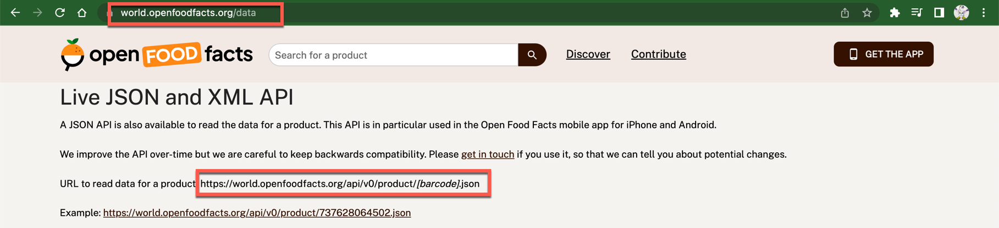 world.openfoodfacts.org/data
open FOOD facts
Search for a product
Discover
Contribute
GET THE APP
Live JSON and XML API
A JSON API is also available to read the data for a product. This API is in particular used in the Open Food Facts mobile app for iPhone and Android.
We improve the API over-time but we are careful to keep backwards compatibility. Please get in touch if you use it, so that we can tell you about potential changes.
URL to read data for a product https://world.openfoodfacts.org/api/v0/product/[barcode].json
Example: https://world.openfoodfacts.org/api/v0/product/737628064502.json